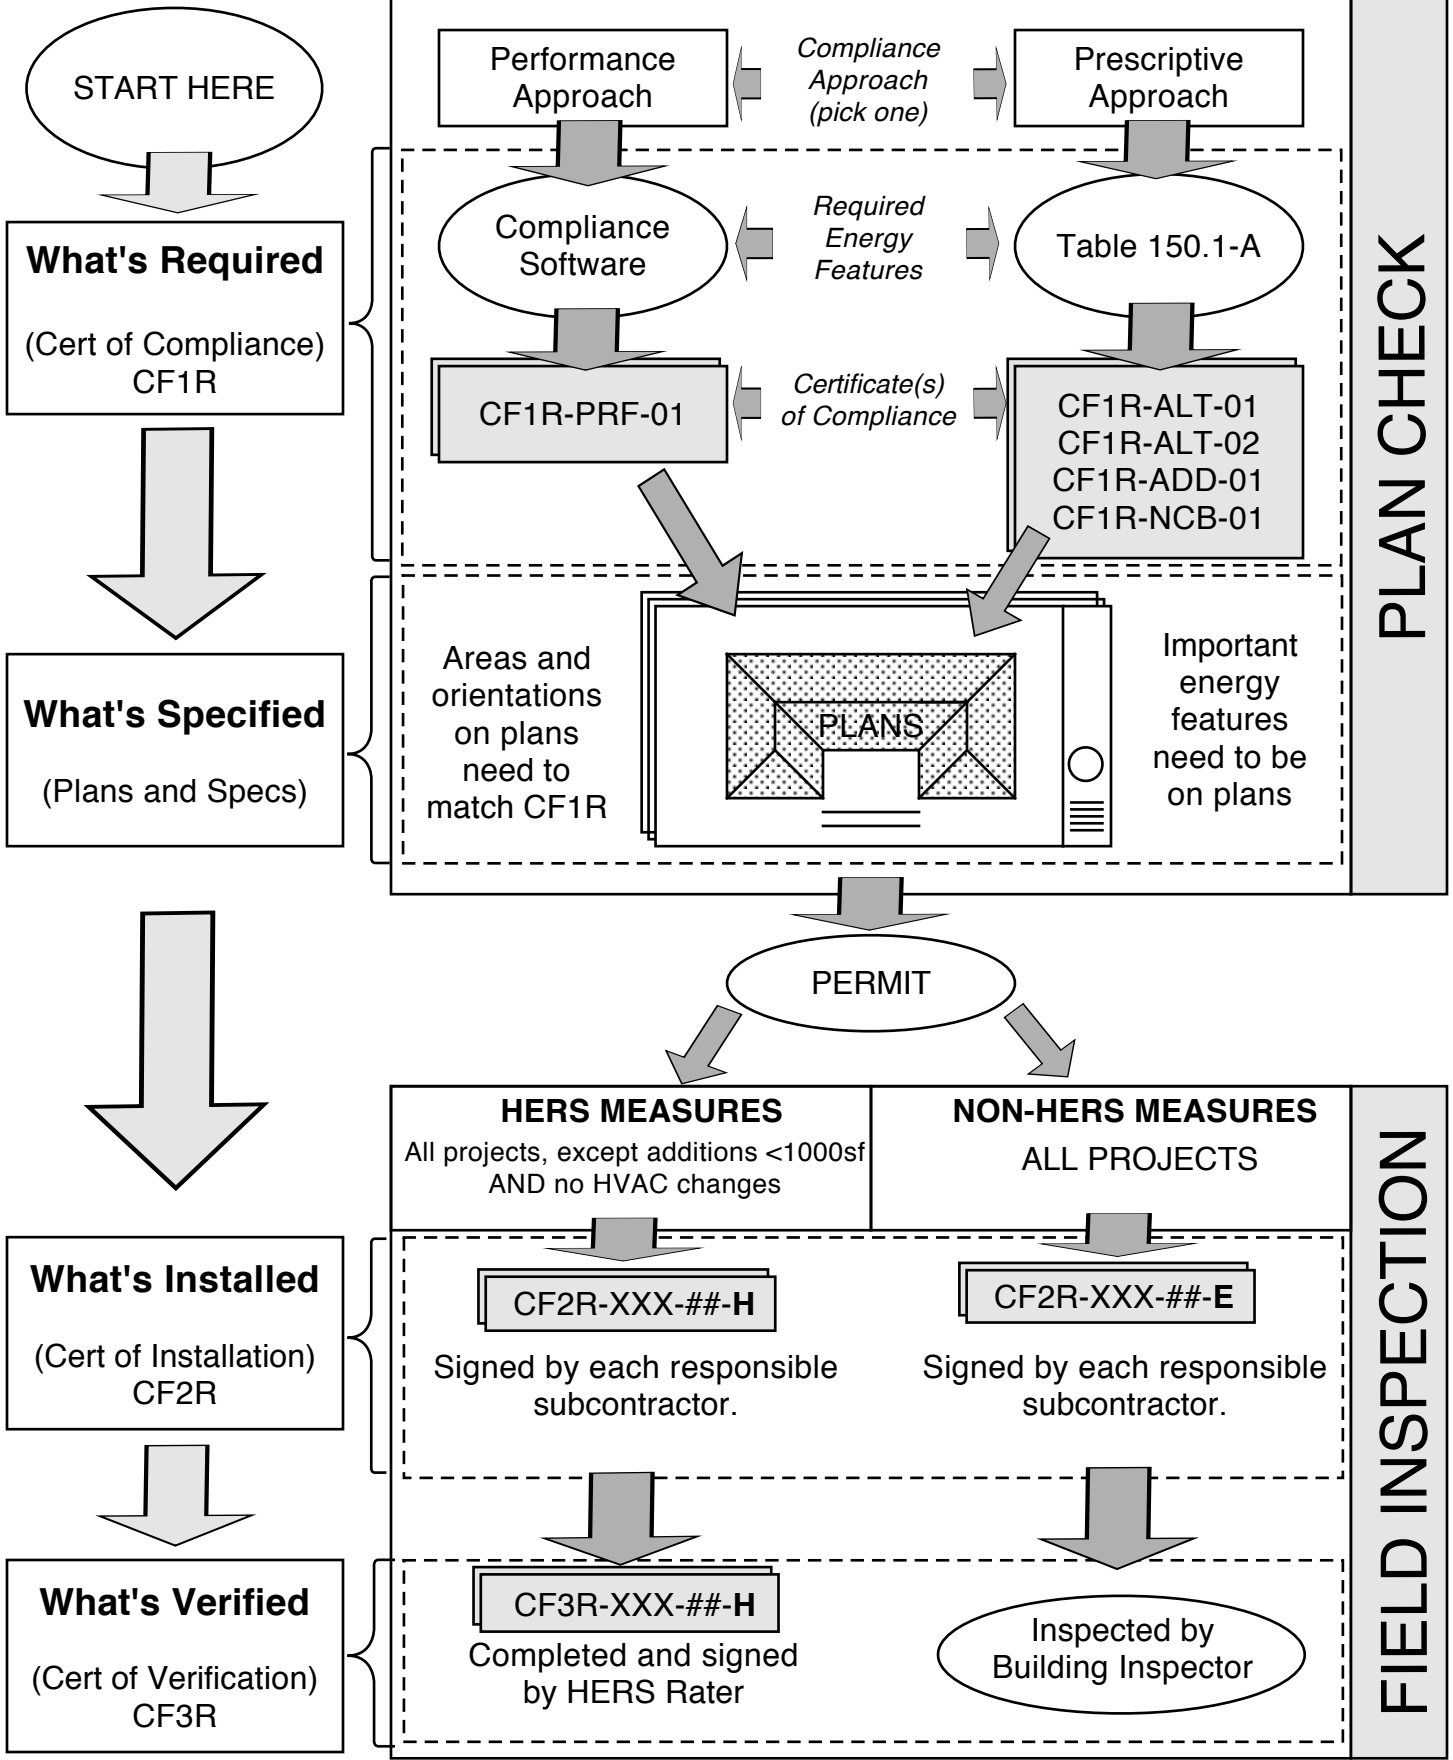 START HERE
What's Required
(Cert of Compliance)
CF1R
What's Specified
(Plans and Specs)
What's Installed
(Cert of Installation)
CF2R
What's Verified
(Cert of Verification)
CF3R
Performance
Approach
Compliance
Approach
(pick one)
Prescriptive
Approach
Compliance
Software
Required
Energy
Features
Table 150.1-A
CF1R-PRF-01
Certificate(s)
of Compliance
CF1R-ALT-01
CF1R-ALT-02
CF1R-ADD-01
CF1R-NCB-01
Areas and
orientations
on plans
need to
match CF1R
PLANS
Important
energy
features
need to be
on plans
PLAN CHECK
PERMIT
HERS MEASURES
All projects, except additions <1000sf
AND no HVAC changes
NON-HERS MEASURES
ALL PROJECTS
CF2R-XXX-##-H
Signed by each responsible
subcontractor.
CF2R-XXX-##-E
Signed by each responsible
subcontractor.
CF3R-XXX-##-H
Completed and signed
by HERS Rater
Inspected by
Building Inspector
FIELD INSPECTION